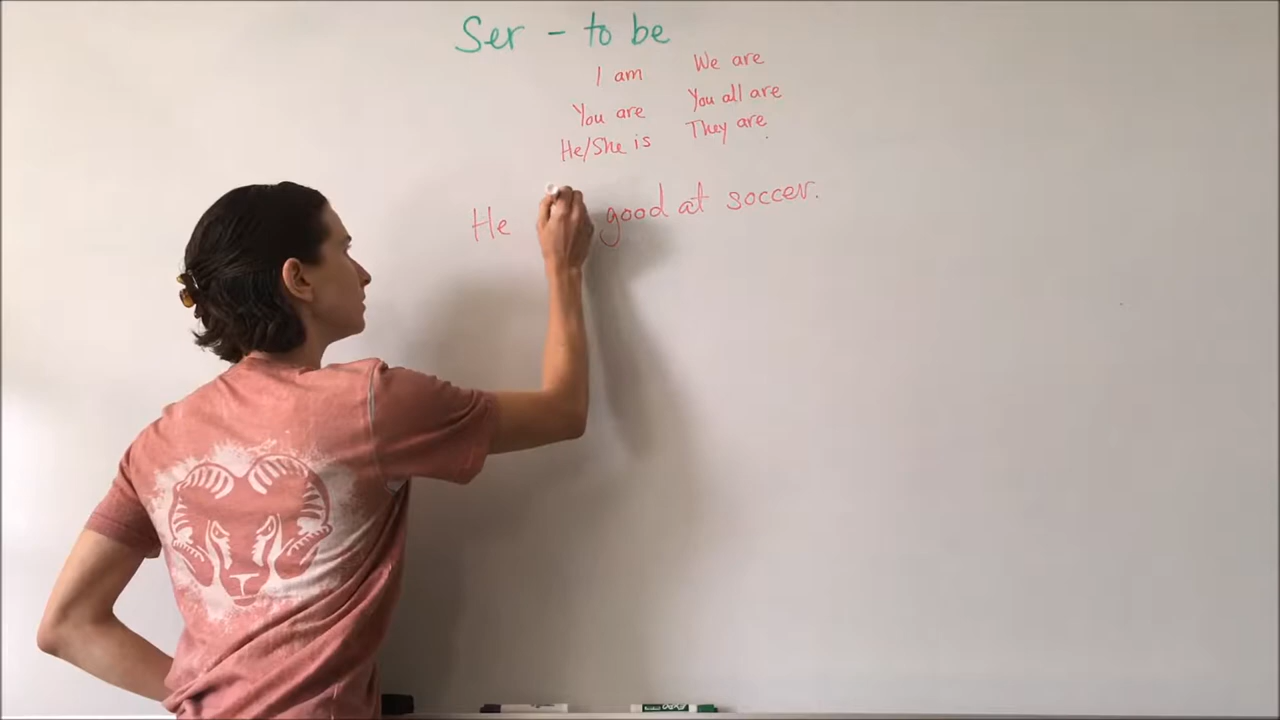 Ser - to be
I am We are
You are You all are
He/She is They are
He good at soccer.